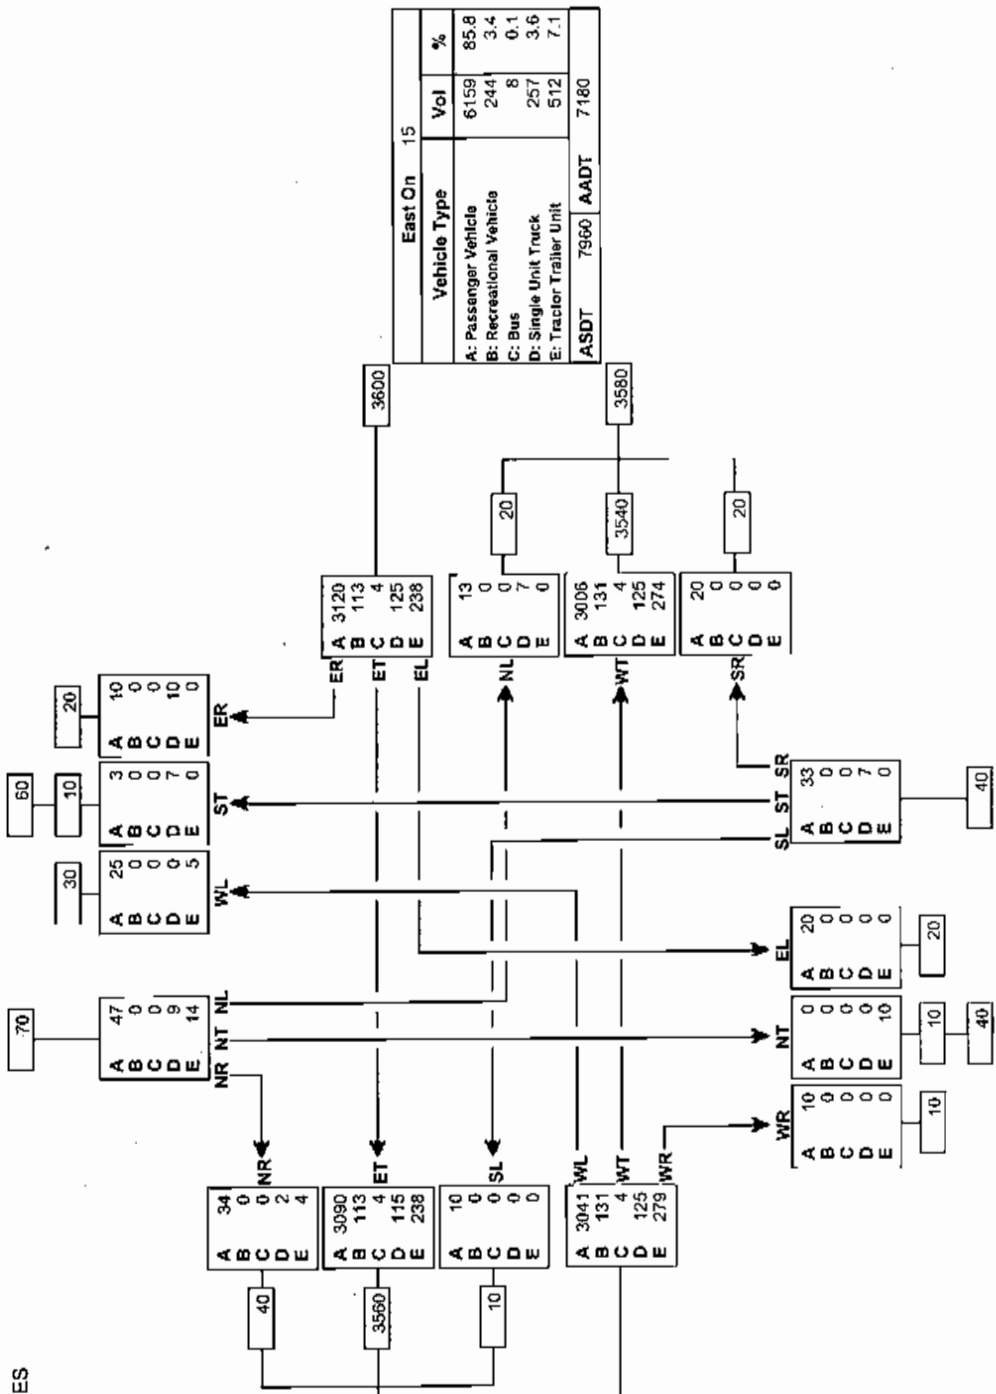 ES
40
3560
10
A 34
B 0
C 0
D 2
E 4
NR
A 3090
B 113
C 4
D 115
E 238
ET
A 10
B 0
C 0
D 0
E 0
SL
A 3041
B 131
C 4
D 125
E 279
WL
WT
WR
70
A 47
B 0
C 0
D 9
E 14
NR NT NL
30
A 25
B 0
C 0
D 0
E 5
WL
60
10
A 3
B 0
C 0
D 7
E 0
ST
20
A 10
B 0
C 0
D 10
E 0
ER
WR
A 10
B 0
C 0
D 0
E 0
10
NT
A 0
B 0
C 0
D 0
E 10
10
40
EL
A 20
B 0
C 0
D 0
E 0
20
SL ST SR
A 33
B 0
C 0
D 7
E 0
40
ER
ET
EL
A 3120
B 113
C 4
D 125
E 238
3600
NL
A 13
B 0
C 0
D 7
E 0
20
WT
A 3006
B 131
C 4
D 125
E 274
3540
3580
SR
A 20
B 0
C 0
D 0
E 0
20
East On 15
Vehicle Type Vol %
A: Passenger Vehicle 6159 85.8
B: Recreational Vehicle 244 3.4
C: Bus 8 0.1
D: Single Unit Truck 257 3.6
E: Tractor Trailer Unit 512 7.1
ASDT 7960 AADT 7180